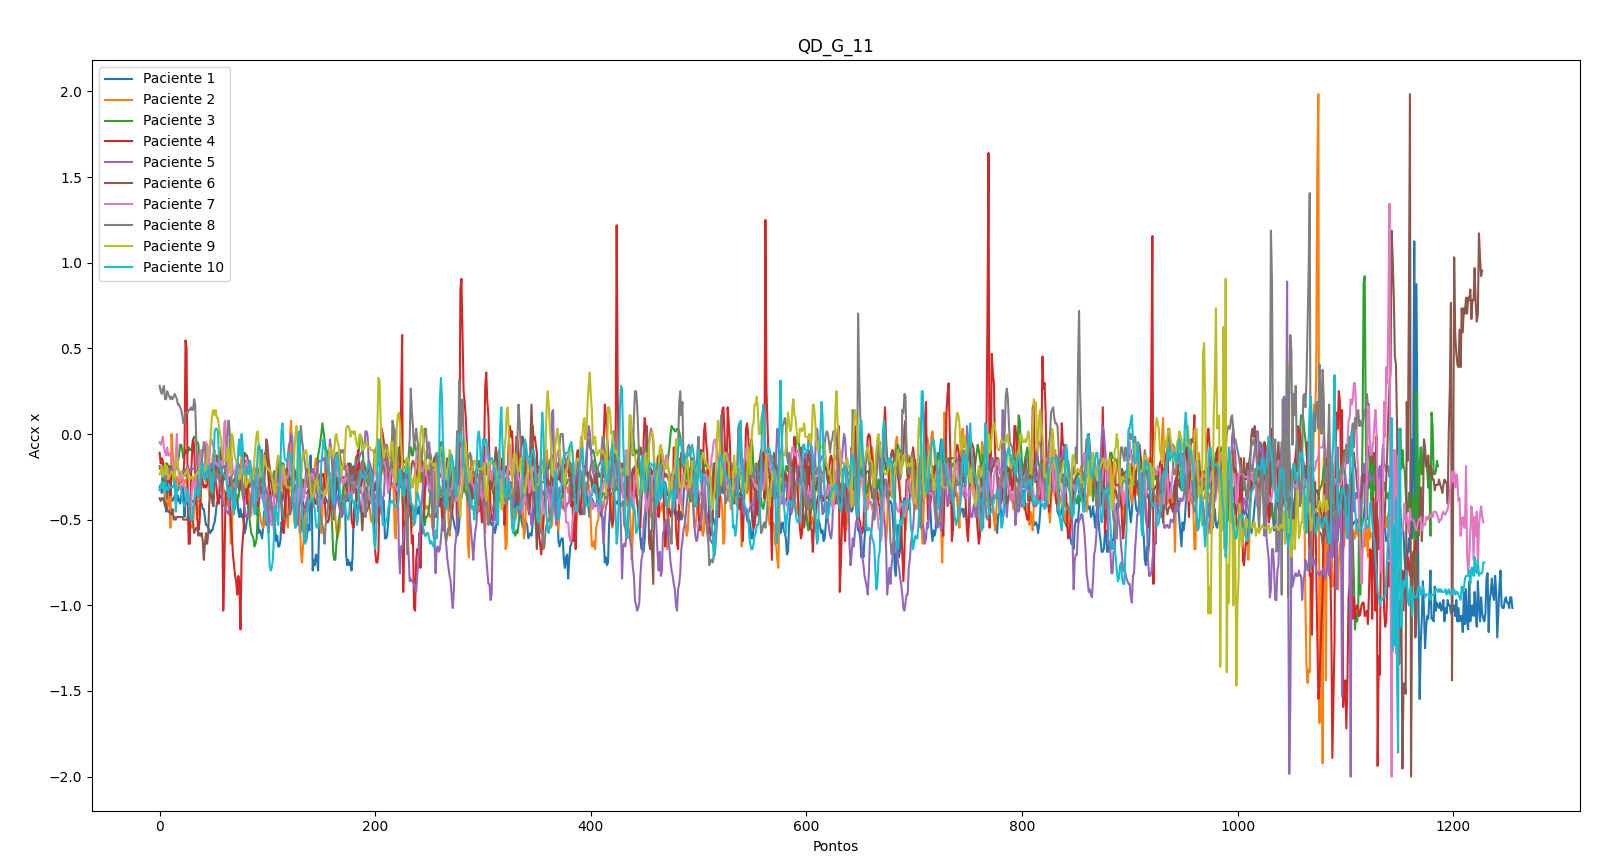 QD_G_11
Paciente 1
Paciente 2
Paciente 3
Paciente 4
Paciente 5
Paciente 6
Paciente 7
Paciente 8
Paciente 9
Paciente 10
Accx x
2.0
1.5
1.0
0.5
0.0
−0.5
−1.0
−1.5
−2.0
0 200 400 600 800 1000 1200
Pontos